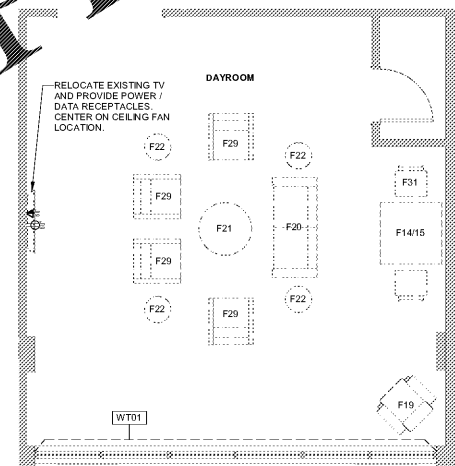 DAYROOM
RELOCATE EXISTING TV
AND PROVIDE POWER /
DATA RECEPTACLES.
CENTER ON CEILING FAN
LOCATION.
F22
F29
F22
F31
F29
F21
F20
F14/15
F29
F22
F29
F22
F19
WT01